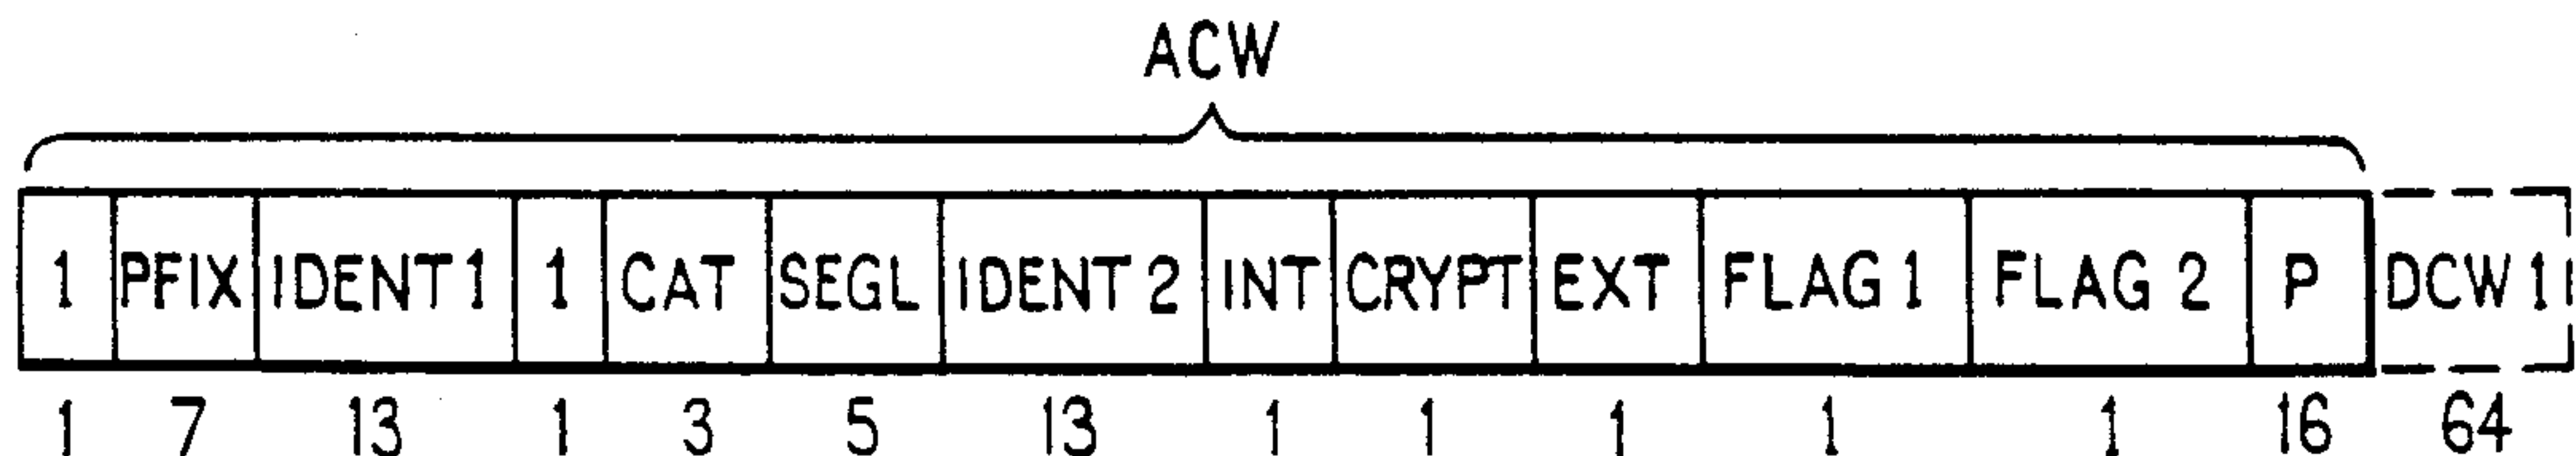 ACW
1 PFIX IDENT 1 1 CAT SEGL IDENT 2 INT CRYPT EXT FLAG 1 FLAG 2 P DCW 1
1 7 13 1 3 5 13 1 1 1 1 1 16 64